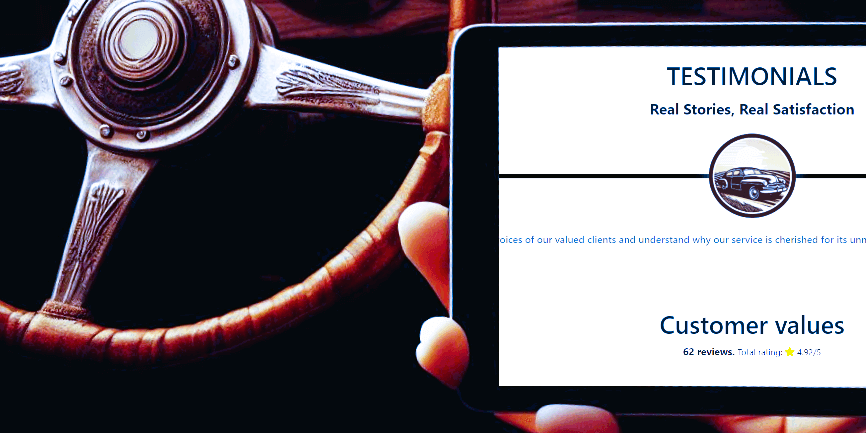 TESTIMONIALS
Real Stories, Real Satisfaction
oices of our valued clients and understand why our service is cherished for its unn
Customer values
62 reviews. Total rating: ⭐ 4.92/5